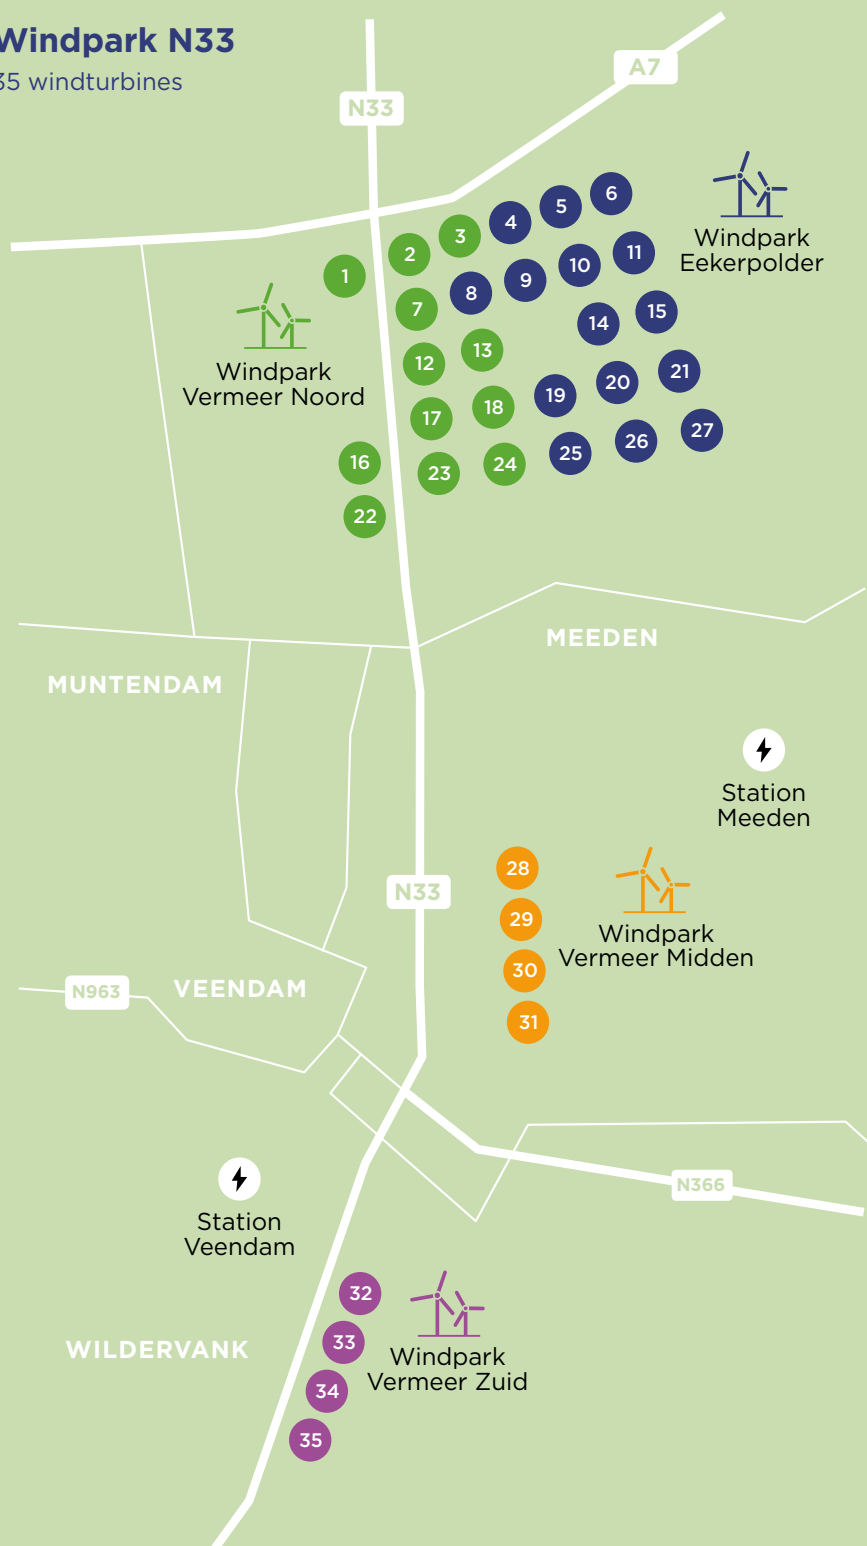 Windpark N33
35 windturbines
A7
N33
6
5
4
3
2
1
Windpark
Eekerpolder
11
10
9
8
7
15
14
13
12
Windpark
Vermeer Noord
21
20
19
18
17
16
27
26
25
24
23
22
MEEDEN
MUNTENDAM
Station
Meeden
28
N33
29
30
31
Windpark
Vermeer Midden
N963
VEENDAM
N366
Station
Veendam
32
33
34
35
WILDERVANK
Windpark
Vermeer Zuid